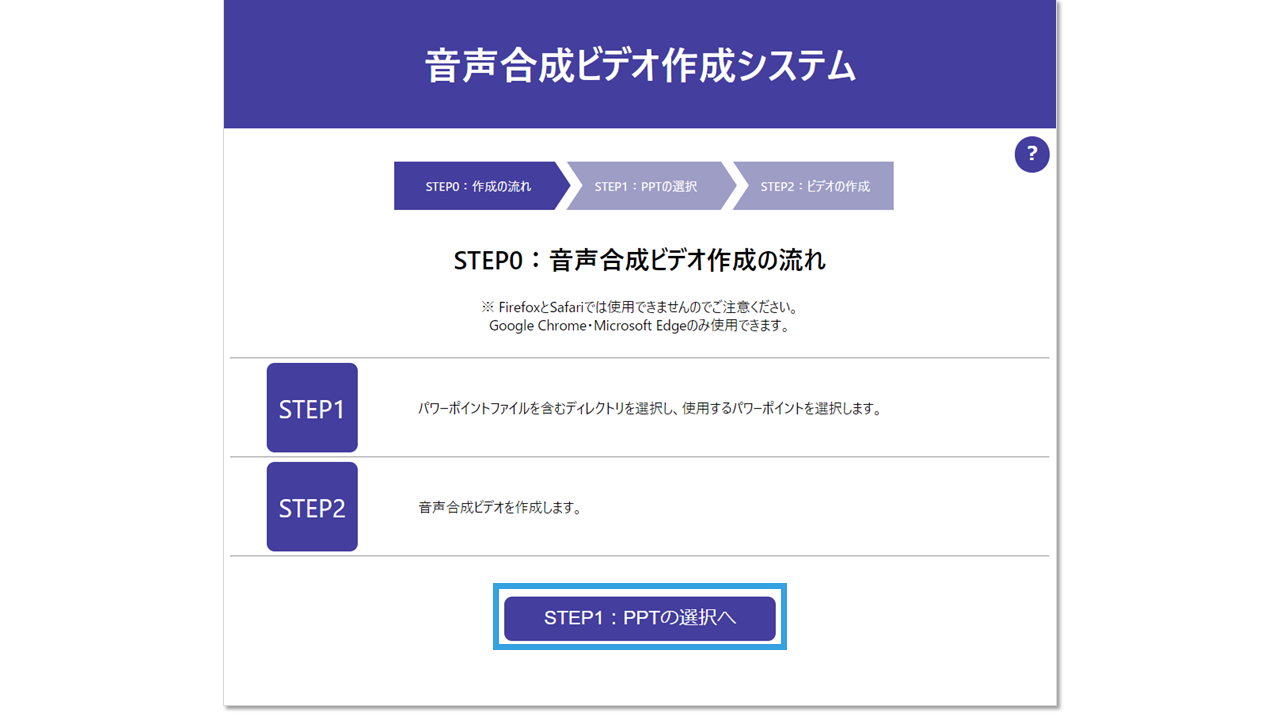 音声合成ビデオ作成システム
?
STEP0：作成の流れ
STEP1：PPTの選択
STEP2：ビデオの作成
STEP0：音声合成ビデオ作成の流れ
※ FirefoxとSafariでは使用できませんのでご注意ください。
Google Chrome・Microsoft Edgeのみ使用できます。
STEP1
パワーポイントファイルを含むディレクトリを選択し、使用するパワーポイントを選択します。
STEP2
音声合成ビデオを作成します。
STEP1：PPTの選択へ